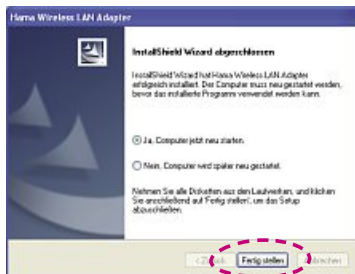 Hama Wireless LAN Adapter
InstallShield Wizard abgeschlossen
InstallShield Wizard hat Hama Wireless LAN Adapter
erfolgreich installiert. Der Computer muss neu gestartet werden,
bevor das installierte Programm verwendet werden kann.
Ja, Computer jetzt neu starten.
Nein, Computer wird später neu gestartet.
Nehmen Sie alle Disketten aus den Laufwerken, und klicken
Sie anschließend auf 'Fertig stellen', um das Setup
abzuschließen.
< Zurück Fertig stellen Abbrechen